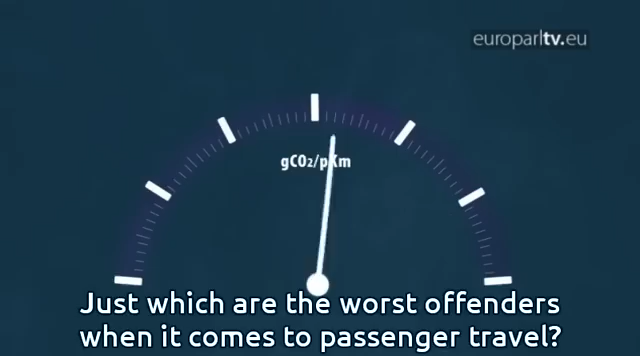 europarltv.eu
gCO₂/pKm
Just which are the worst offenders
when it comes to passenger travel?